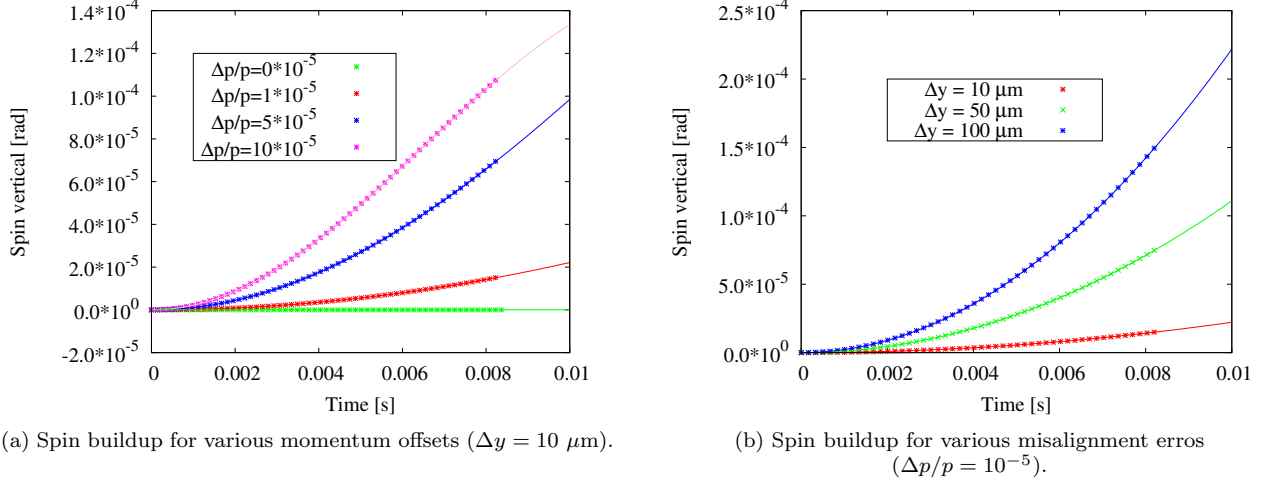 1.4*10⁻⁴
1.2*10⁻⁴
1.0*10⁻⁴
8.0*10⁻⁵
6.0*10⁻⁵
4.0*10⁻⁵
2.0*10⁻⁵
0.0*10⁰
-2.0*10⁻⁵
Spin vertical [rad]
Δp/p=0*10⁻⁵
Δp/p=1*10⁻⁵
Δp/p=5*10⁻⁵
Δp/p=10*10⁻⁵
0 0.002 0.004 0.006 0.008 0.01
Time [s]
(a) Spin buildup for various momentum offsets (Δy = 10 μm).
2.5*10⁻⁴
2.0*10⁻⁴
1.5*10⁻⁴
1.0*10⁻⁴
5.0*10⁻⁵
0.0*10⁰
Spin vertical [rad]
Δy = 10 μm
Δy = 50 μm
Δy = 100 μm
0 0.002 0.004 0.006 0.008 0.01
Time [s]
(b) Spin buildup for various misalignment erros
(Δp/p = 10⁻⁵).